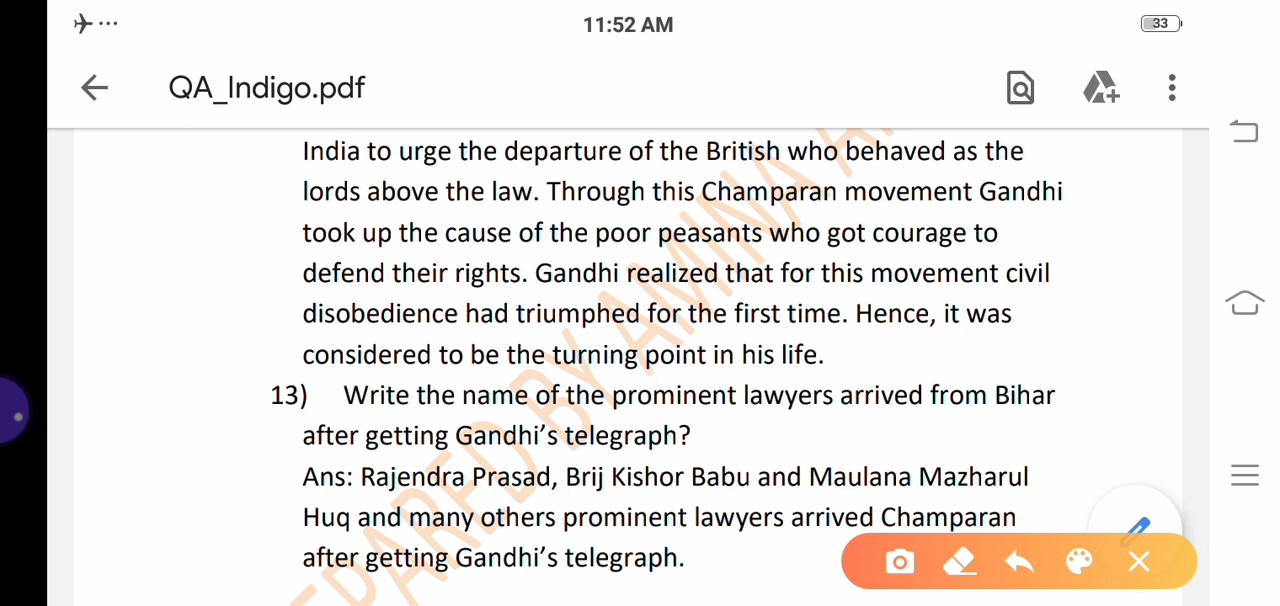 11:52 AM
33
QA_Indigo.pdf
India to urge the departure of the British who behaved as the
lords above the law. Through this Champaran movement Gandhi
took up the cause of the poor peasants who got courage to
defend their rights. Gandhi realized that for this movement civil
disobedience had triumphed for the first time. Hence, it was
considered to be the turning point in his life.
13) Write the name of the prominent lawyers arrived from Bihar
after getting Gandhi’s telegraph?
Ans: Rajendra Prasad, Brij Kishor Babu and Maulana Mazharul
Huq and many others prominent lawyers arrived Champaran
after getting Gandhi’s telegraph.
EPARED BY AMINA A